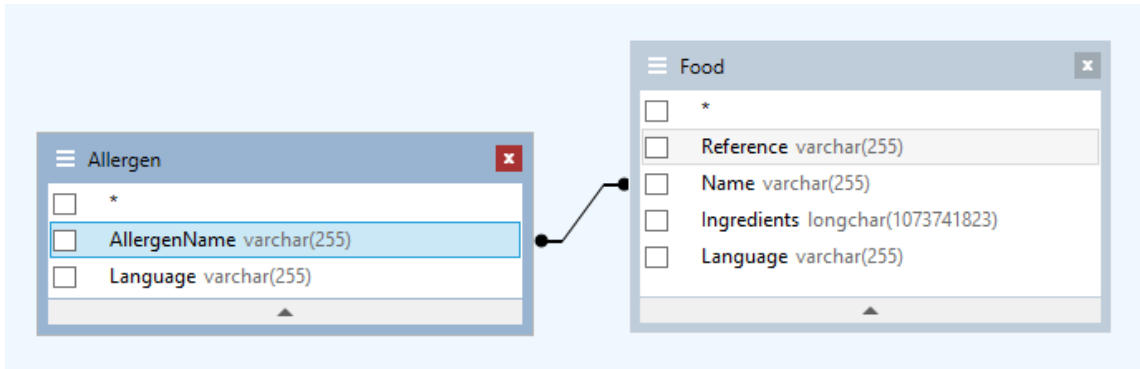 Allergen
*
AllergenName varchar(255)
Language varchar(255)
Food
*
Reference varchar(255)
Name varchar(255)
Ingredients longchar(1073741823)
Language varchar(255)